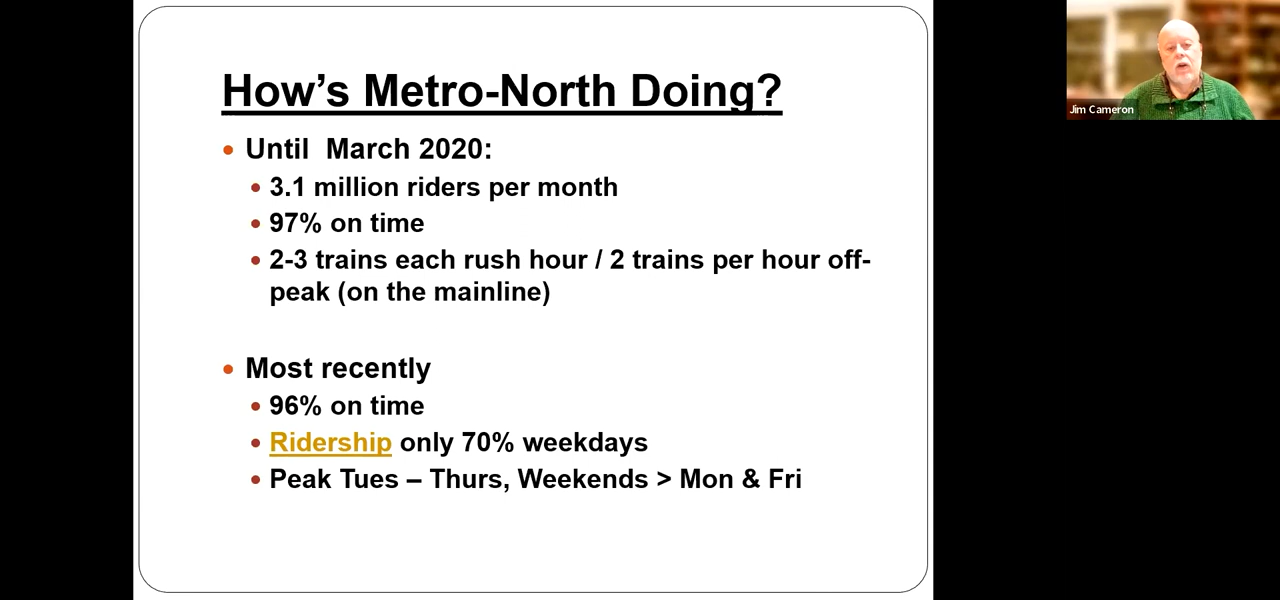 How's Metro-North Doing?
• Until  March 2020:
• 3.1 million riders per month
• 97% on time
• 2-3 trains each rush hour / 2 trains per hour off-
peak (on the mainline)
• Most recently
• 96% on time
• Ridership only 70% weekdays
• Peak Tues – Thurs, Weekends > Mon & Fri
Jim Cameron